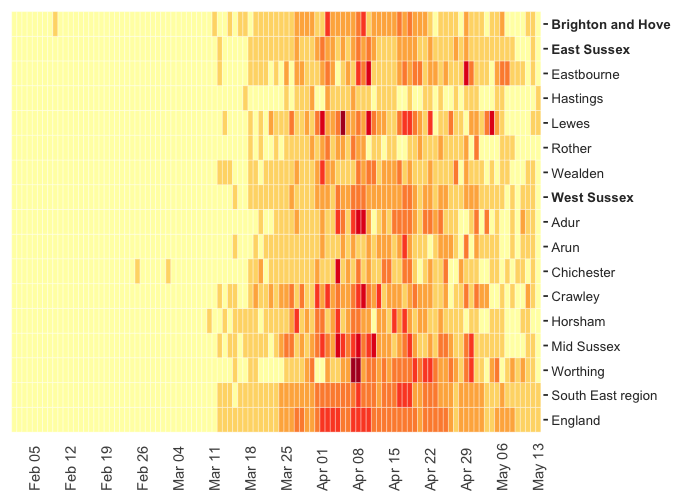 Brighton and Hove
East Sussex
Eastbourne
Hastings
Lewes
Rother
Wealden
West Sussex
Adur
Arun
Chichester
Crawley
Horsham
Mid Sussex
Worthing
South East region
England
Feb 05
Feb 12
Feb 19
Feb 26
Mar 04
Mar 11
Mar 18
Mar 25
Apr 01
Apr 08
Apr 15
Apr 22
Apr 29
May 06
May 13